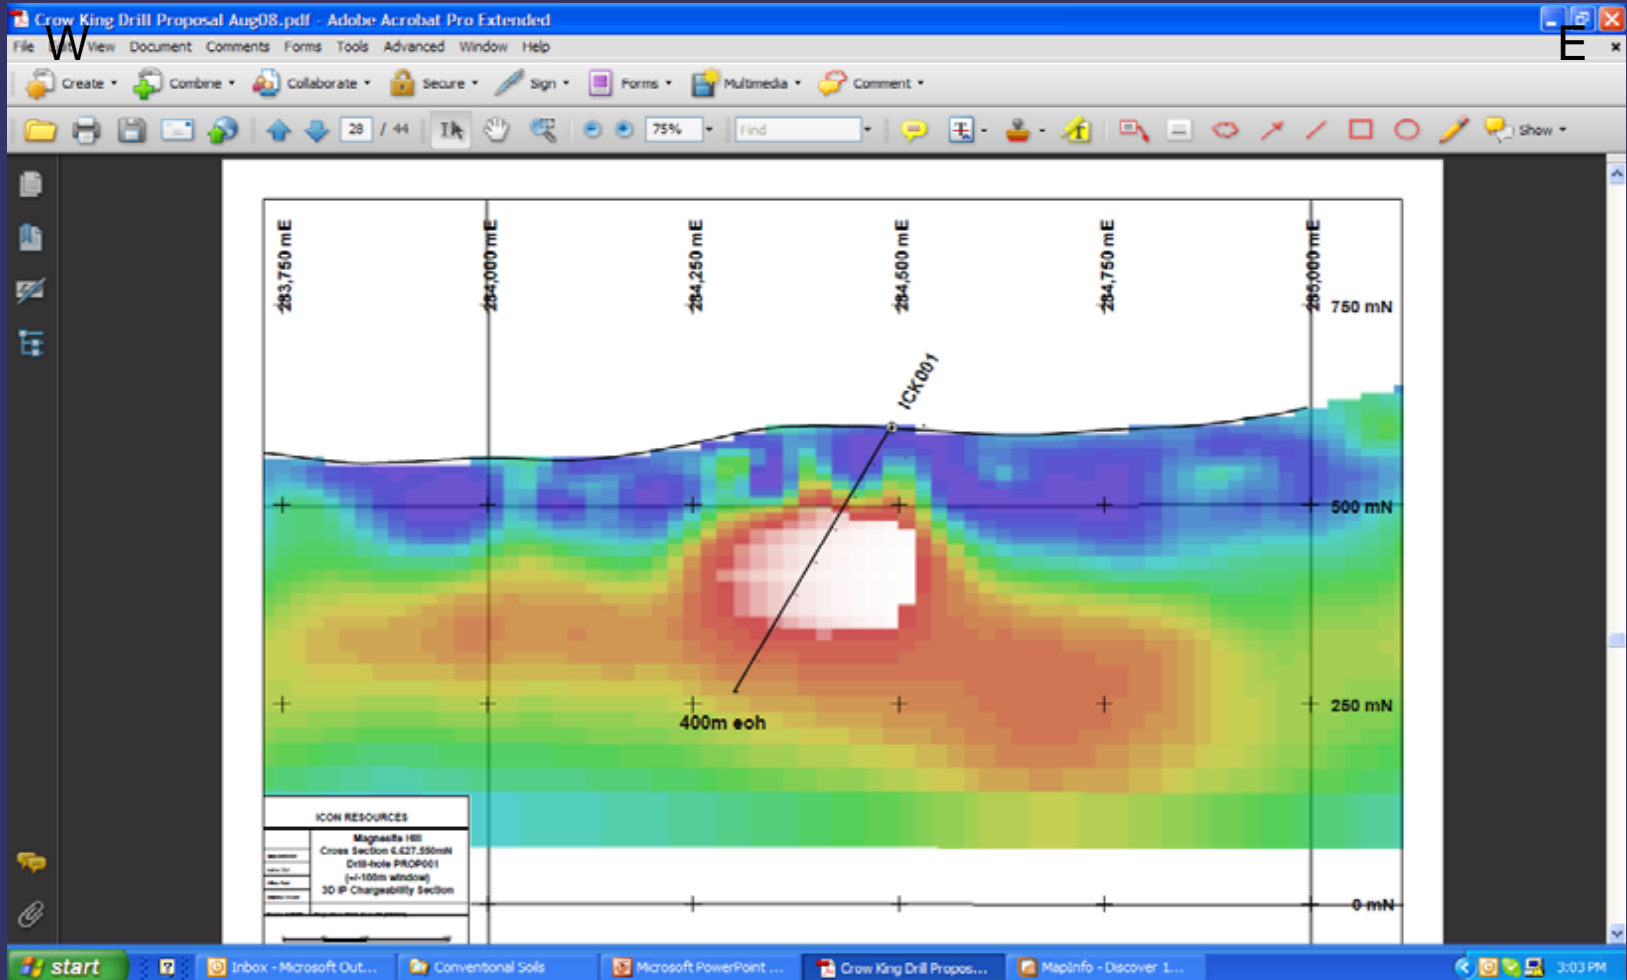 Crow King Drill Proposal Aug08.pdf - Adobe Acrobat Pro Extended
W
E
File View Document Comments Forms Tools Advanced Window Help
Create Combine Collaborate Secure Sign Forms Multimedia Comment
28 / 44 75% Find Show
283,750 mE
284,000 mE
284,250 mE
284,500 mE
284,750 mE
285,000 mE
750 mN
ICK001
500 mN
250 mN
400m eoh
ICON RESOURCES
Magnesite Hill
Cross Section 6,627,550mN
Drill-hole PROP001
(+/-100m window)
3D IP Chargeability Section
0 mN
start Inbox - Microsoft Out... Conventional Soils Microsoft PowerPoint ... Crow King Drill Propos... MapInfo - Discover 1... 3:03 PM